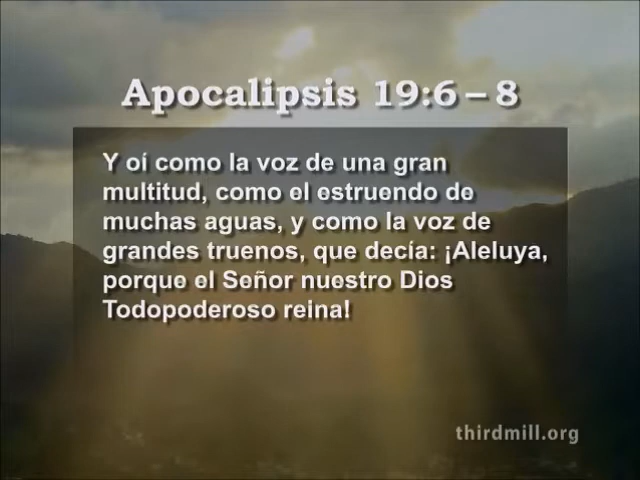 Apocalipsis 19:6 – 8
Y oí como la voz de una gran
multitud, como el estruendo de
muchas aguas, y como la voz de
grandes truenos, que decía: ¡Aleluya,
porque el Señor nuestro Dios
Todopoderoso reina!
thirdmill.org